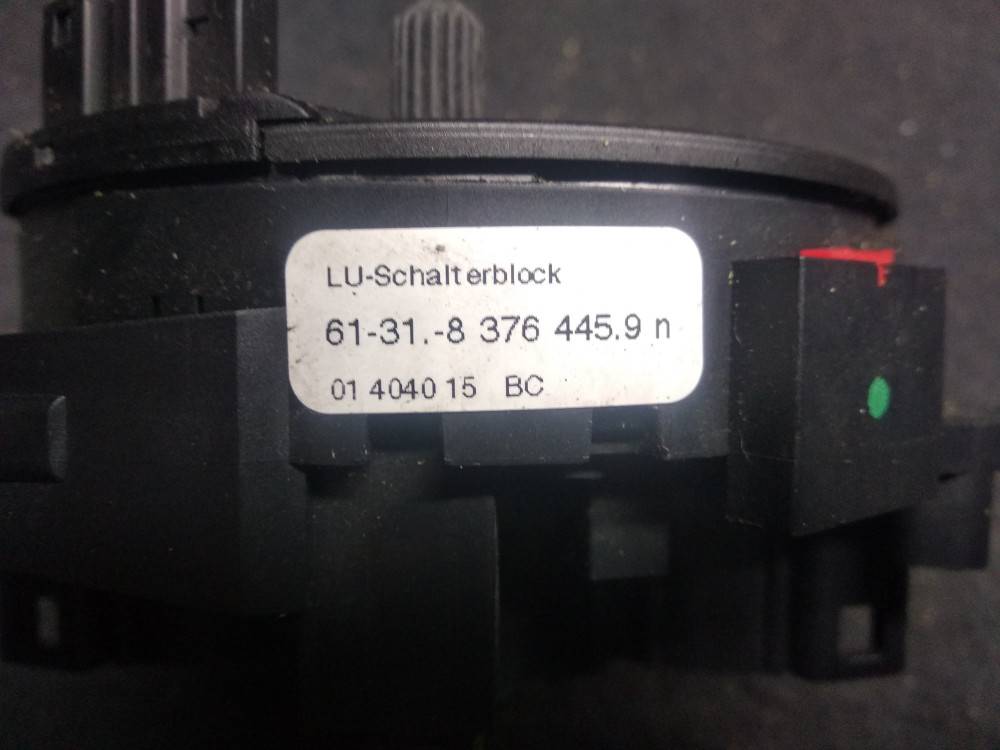 LU-Schalterblock
61-31.-8 376 445.9 n
01 4040 15 BC